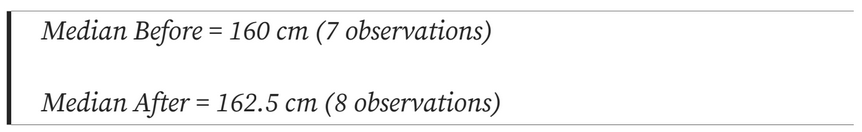 Median Before = 160 cm (7 observations)
Median After = 162.5 cm (8 observations)